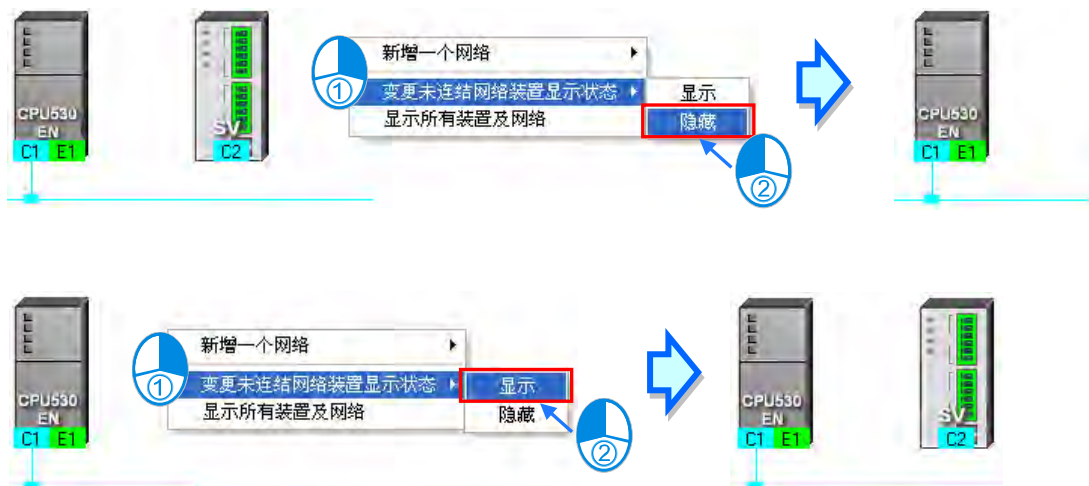 CPU530
EN
C1 E1
SV
C2
新增一个网络
变更未连结网络装置显示状态
显示所有装置及网络
显示
隐藏
①
②
CPU530
EN
C1 E1
CPU530
EN
C1 E1
新增一个网络
变更未连结网络装置显示状态
显示所有装置及网络
显示
隐藏
①
②
CPU530
EN
C1 E1
SV
C2